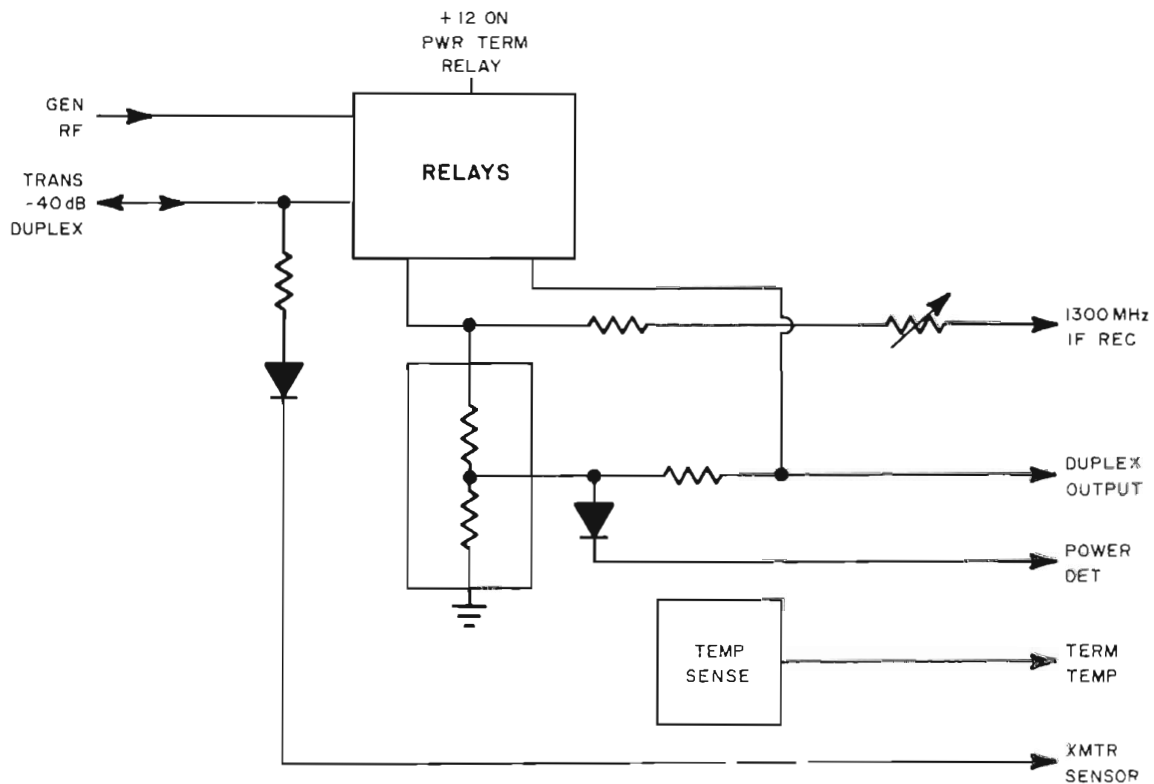 +12 ON
PWR TERM
RELAY
GEN
RF
RELAYS
TRANS
-40 dB
DUPLEX
1300 MHz
IF REC
DUPLEX
OUTPUT
POWER
DET
TEMP
SENSE
TERM
TEMP
XMTR
SENSOR